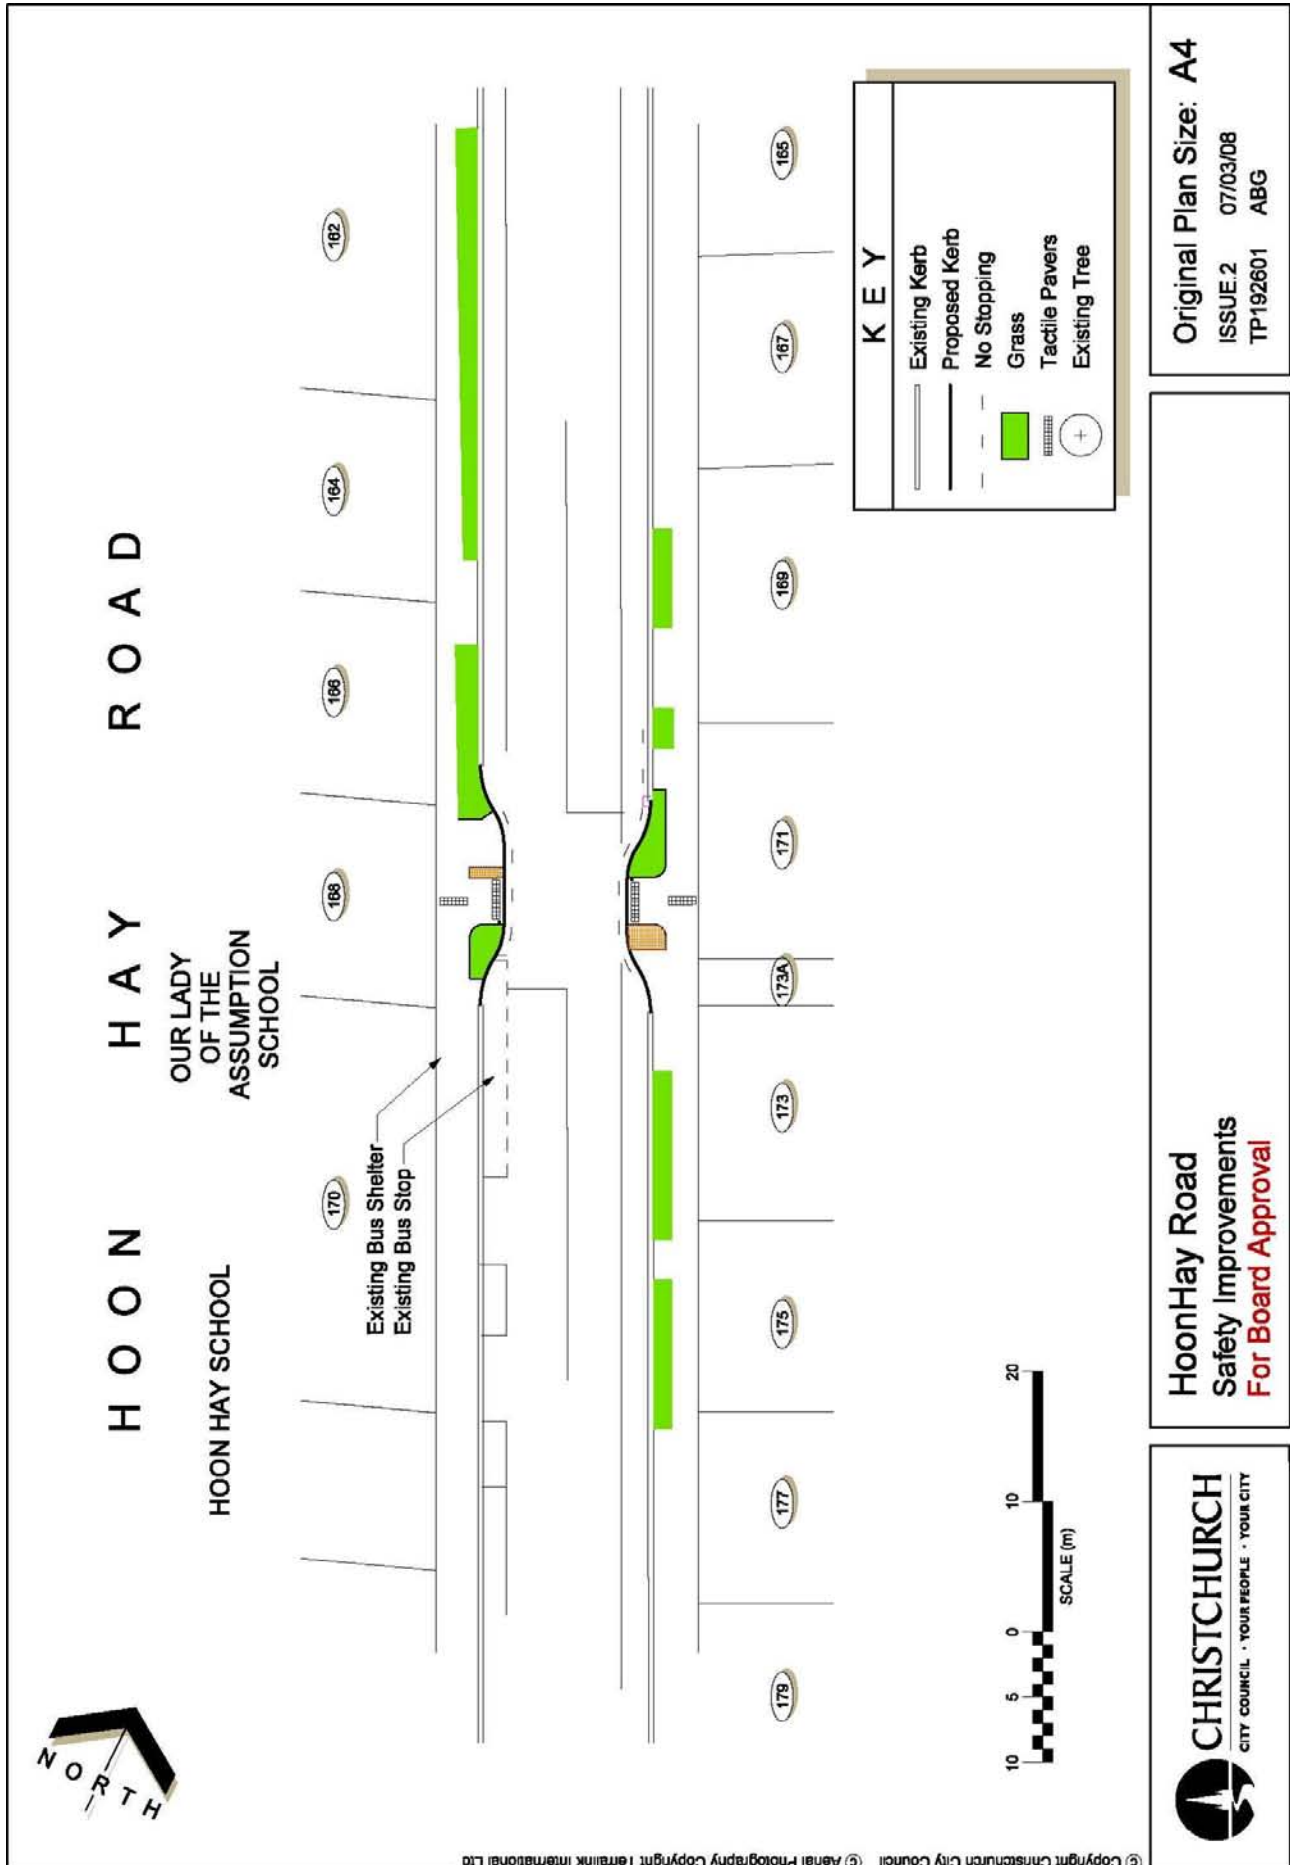 HOON HAY ROAD
HOON HAY SCHOOL
OUR LADY
OF THE
ASSUMPTION
SCHOOL
170
168
166
164
162
Existing Bus Shelter
Existing Bus Stop
179
177
175
173
173A
171
169
167
165
KEY
Existing Kerb
Proposed Kerb
No Stopping
Grass
Tactile Pavers
Existing Tree
NORTH
10 5 0 10 20
SCALE (m)
CHRISTCHURCH
CITY COUNCIL · YOUR PEOPLE · YOUR CITY
HoonHay Road
Safety Improvements
For Board Approval
Original Plan Size: A4
ISSUE.2 07/03/08
TP192601 ABG
© Copyright Christchurch City Council © Aerial Photography Copyright Terralink International Ltd